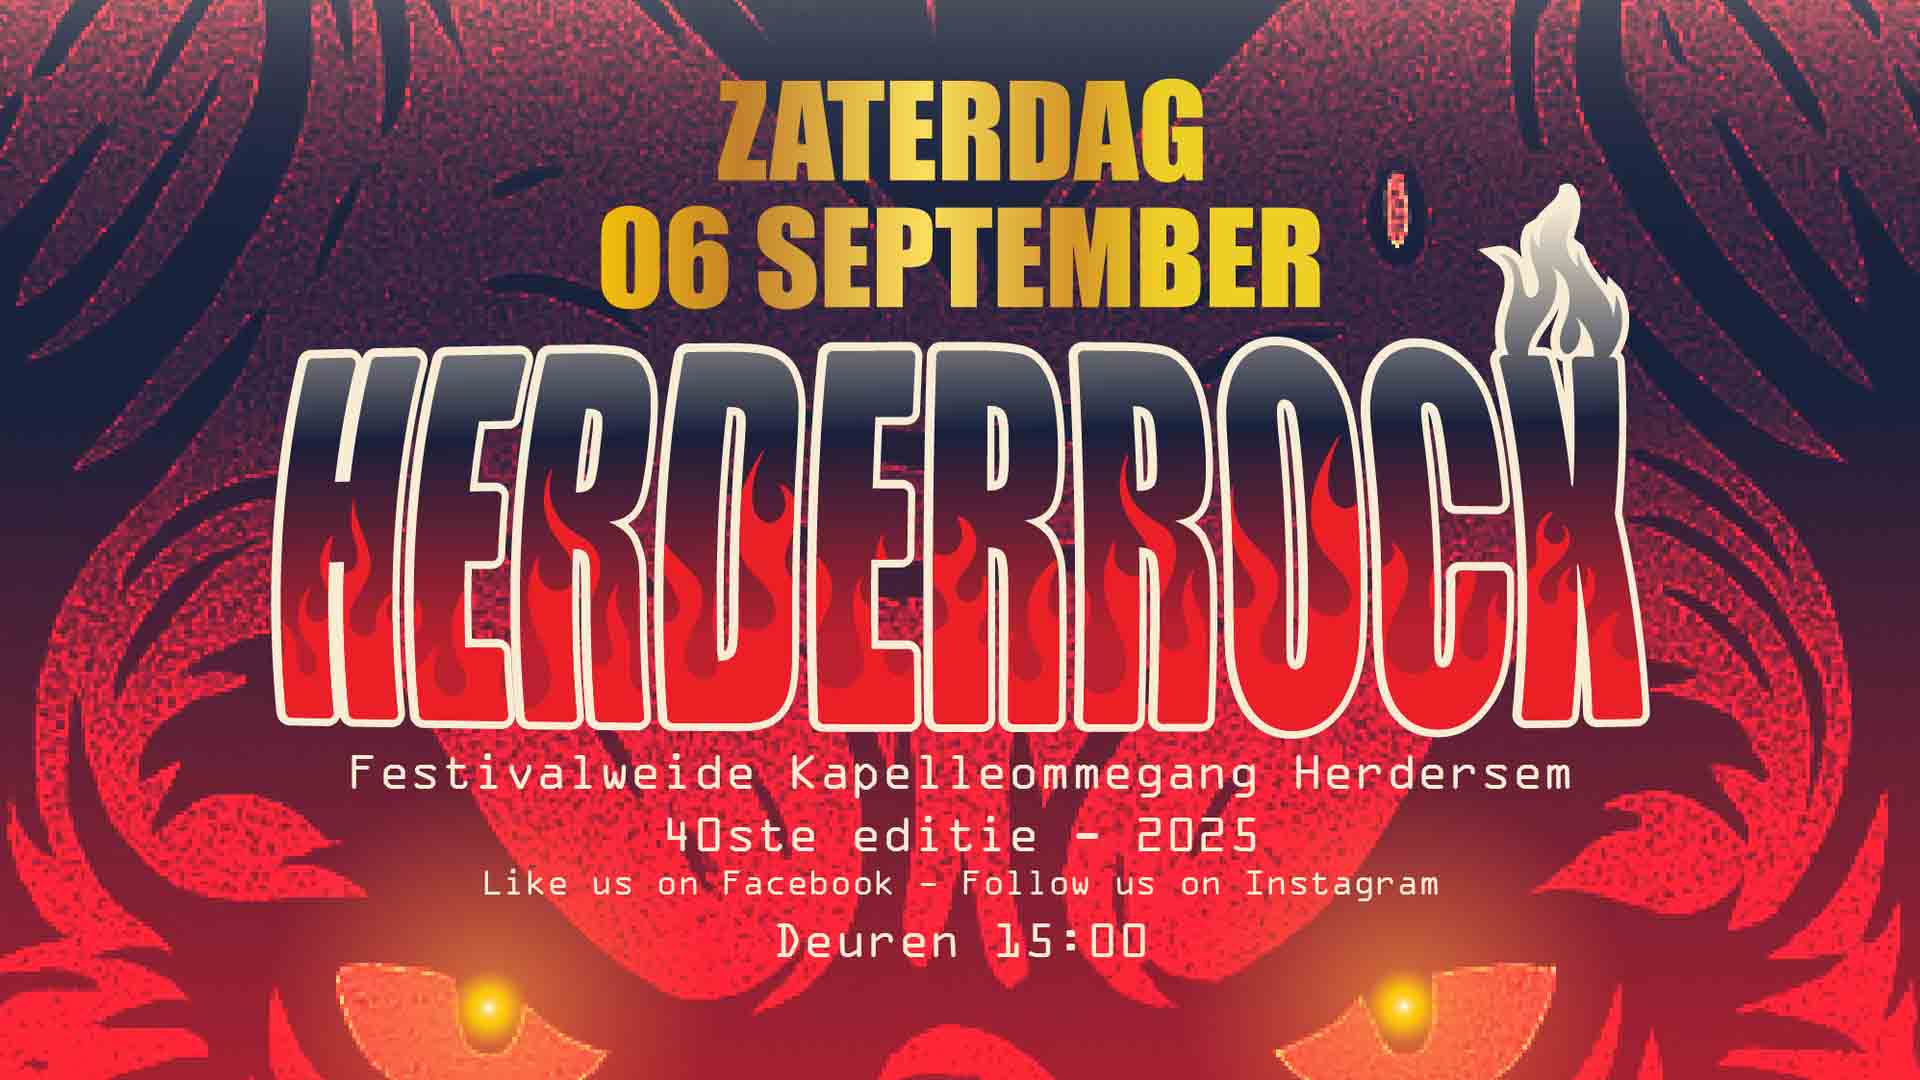 ZATERDAG
06 SEPTEMBER
HERDERROCK
Festivalweide Kapelleommegang Herdersem
40ste editie - 2025
Like us on Facebook - Follow us on Instagram
Deuren 15:00